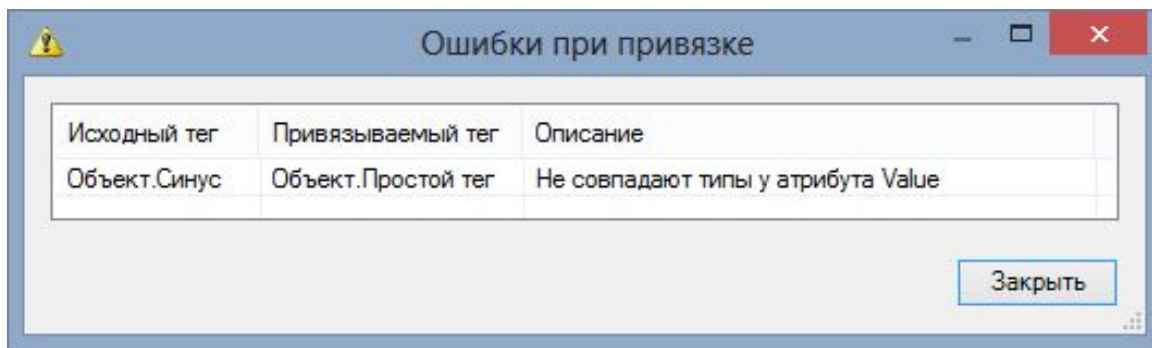 Ошибки при привязке
Исходный тег Привязываемый тег Описание
Объект.Синус Объект.Простой тег Не совпадают типы у атрибута Value
Закрыть